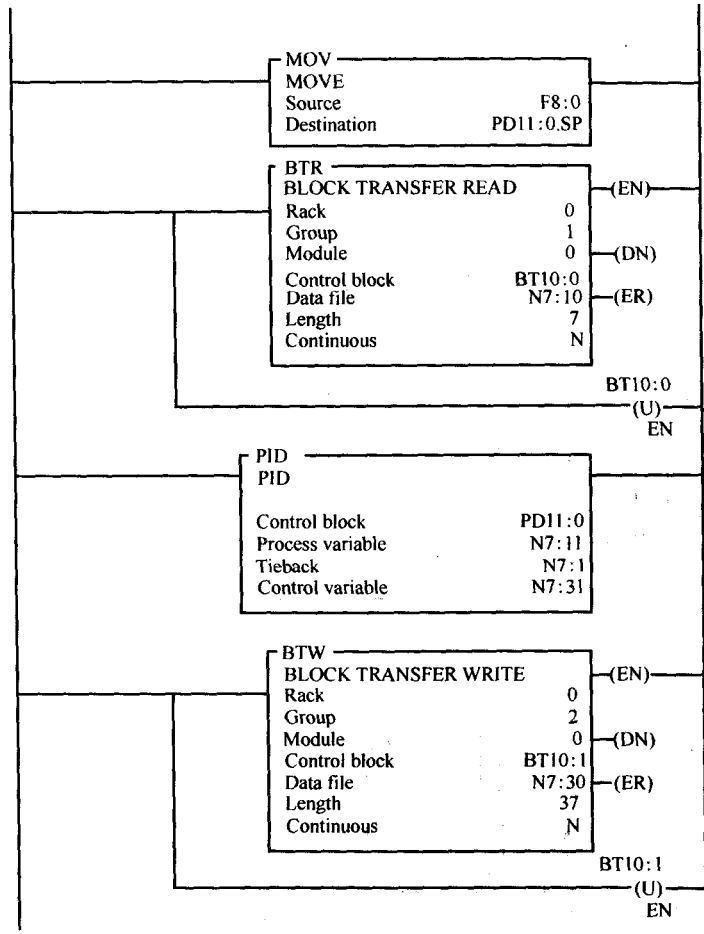 MOV
MOVE
Source F8:0
Destination PD11:0.SP
BTR
BLOCK TRANSFER READ (EN)
Rack 0
Group 1
Module 0 (DN)
Control block BT10:0
Data file N7:10 (ER)
Length 7
Continuous N
BT10:0
(U)
EN
PID
PID
Control block PD11:0
Process variable N7:11
Tieback N7:1
Control variable N7:31
BTW
BLOCK TRANSFER WRITE (EN)
Rack 0
Group 2
Module 0 (DN)
Control block BT10:1
Data file N7:30 (ER)
Length 37
Continuous N
BT10:1
(U)
EN